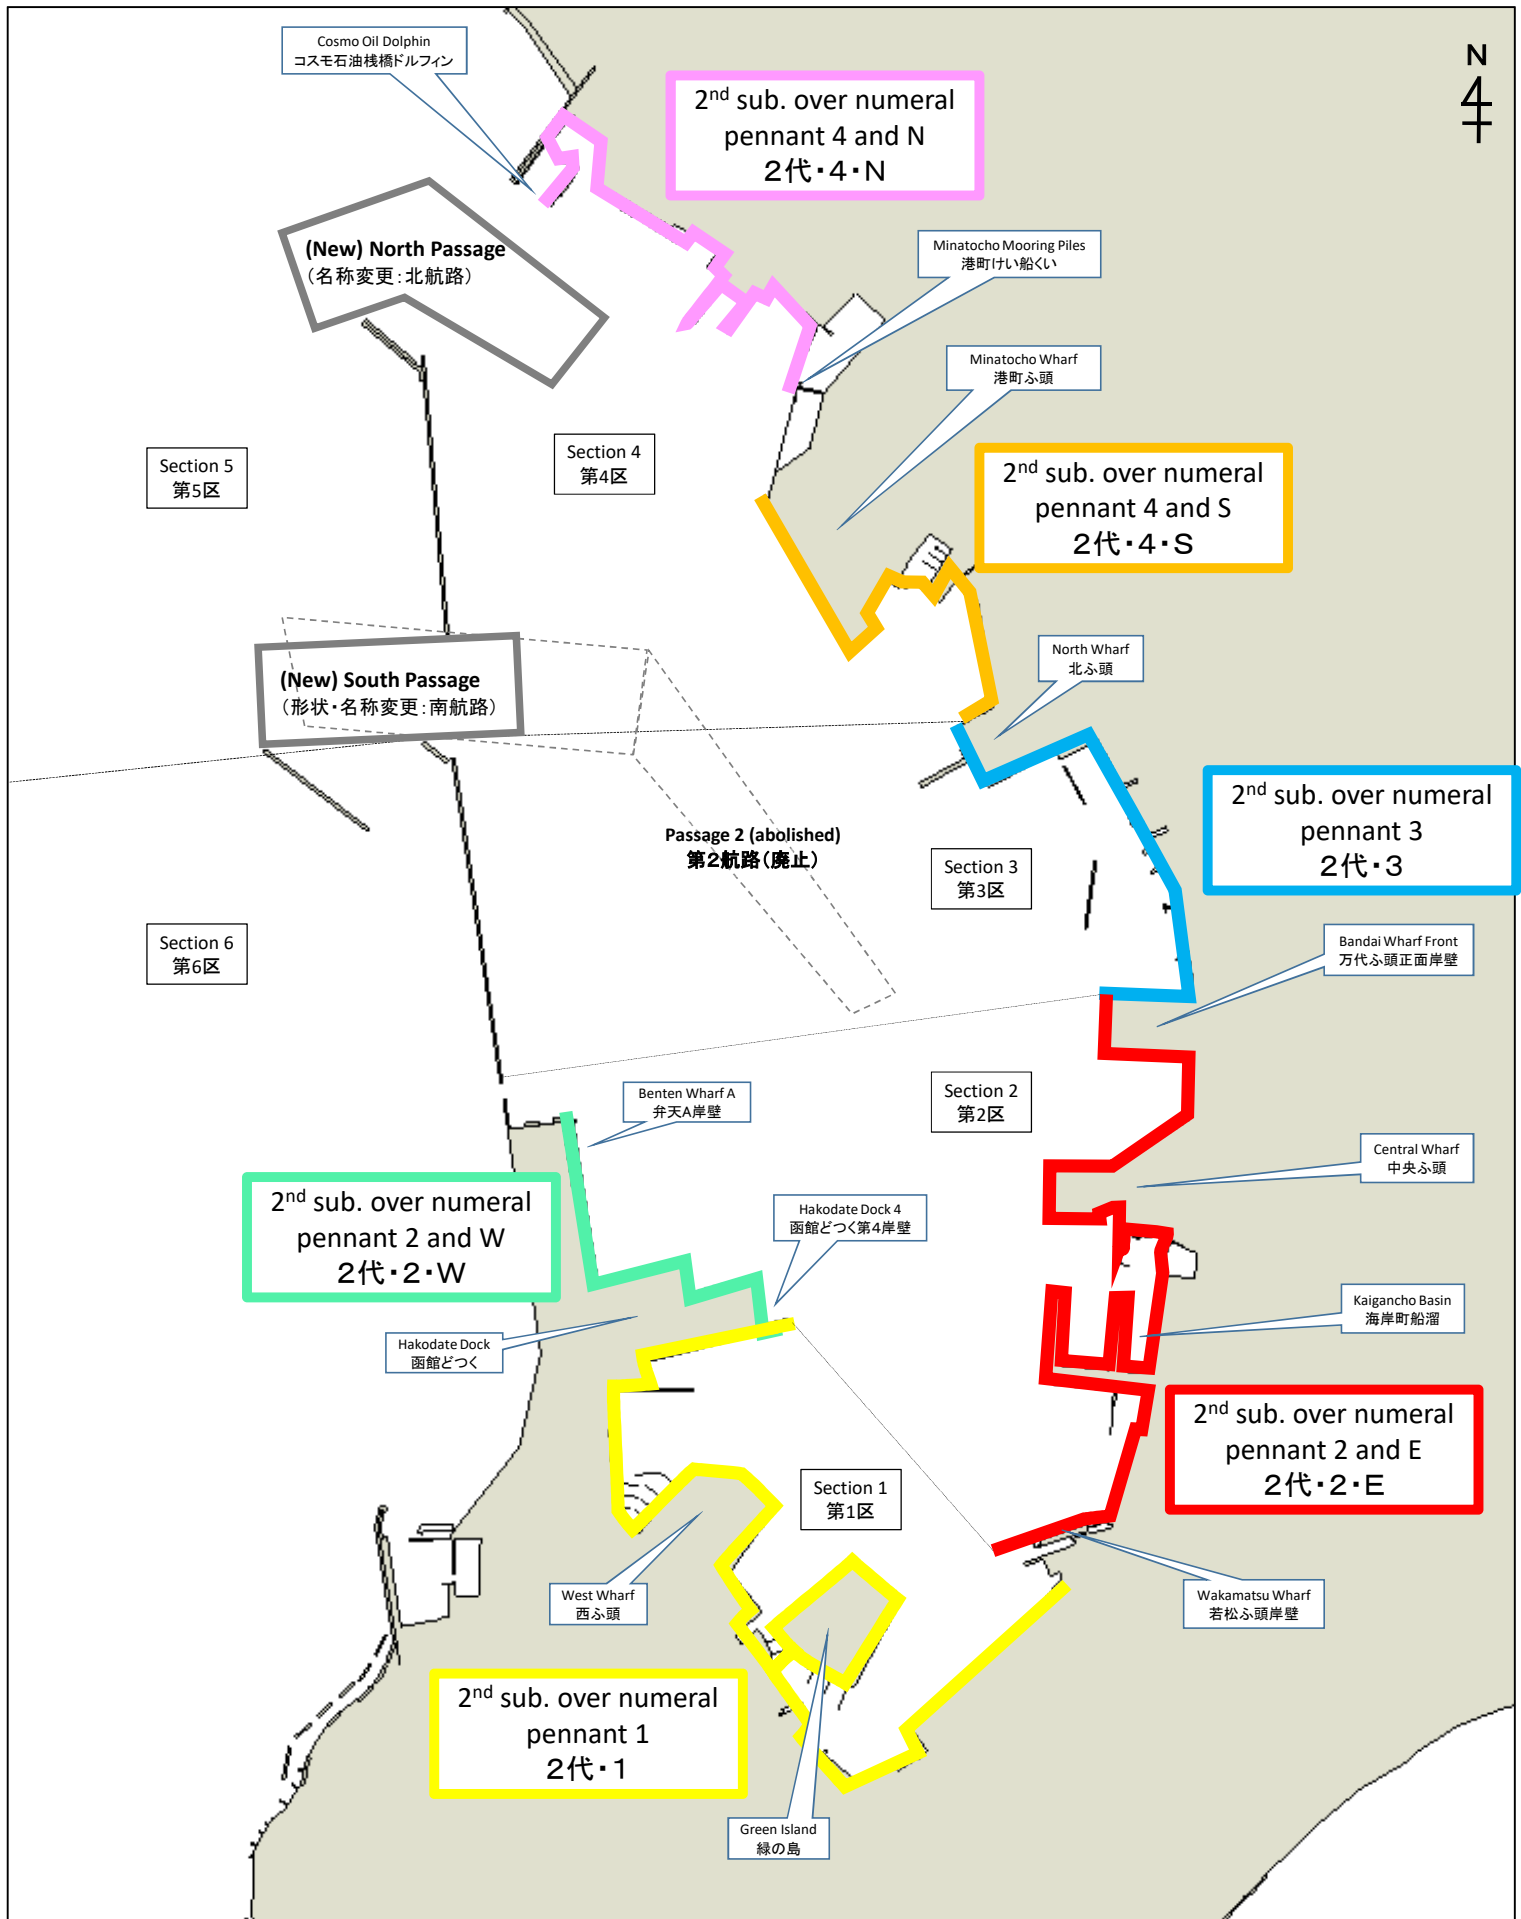 Cosmo Oil Dolphin
コスモ石油桟橋ドルフィン
N
2nd sub. over numeral
pennant 4 and N
2代・4・N
(New) North Passage
(名称変更:北航路)
Minatocho Mooring Piles
港町けい船くい
Minatocho Wharf
港町ふ頭
Section 4
第4区
Section 5
第5区
2nd sub. over numeral
pennant 4 and S
2代・4・S
North Wharf
北ふ頭
(New) South Passage
(形状・名称変更:南航路)
2nd sub. over numeral
pennant 3
2代・3
Passage 2 (abolished)
第2航路(廃止)
Section 3
第3区
Section 6
第6区
Bandai Wharf Front
万代ふ頭正面岸壁
Benten Wharf A
弁天A岸壁
Section 2
第2区
Central Wharf
中央ふ頭
2nd sub. over numeral
pennant 2 and W
2代・2・W
Hakodate Dock 4
函館どつく第4岸壁
Kaigancho Basin
海岸町船溜
Hakodate Dock
函館どつく
2nd sub. over numeral
pennant 2 and E
2代・2・E
Section 1
第1区
West Wharf
西ふ頭
Wakamatsu Wharf
若松ふ頭岸壁
2nd sub. over numeral
pennant 1
2代・1
Green Island
緑の島